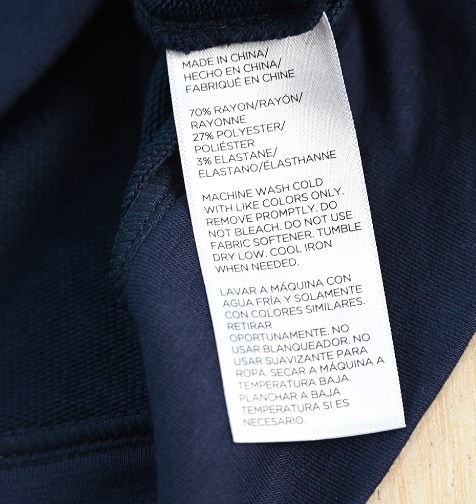 MADE IN CHINA/
HECHO EN CHINA/
FABRIQUÉ EN CHINE
70% RAYON/RAYÓN/
RAYONNE
27% POLYESTER/
POLIÉSTER
3% ELASTANE/
ELASTANO/ÉLASTHANNE
MACHINE WASH COLD
WITH LIKE COLORS ONLY.
REMOVE PROMPTLY. DO
NOT BLEACH. DO NOT USE
FABRIC SOFTENER. TUMBLE
DRY LOW. COOL IRON
WHEN NEEDED.
LAVAR A MÁQUINA CON
AGUA FRÍA Y SOLAMENTE
CON COLORES SIMILARES.
RETIRAR
OPORTUNAMENTE. NO
USAR BLANQUEADOR. NO
USAR SUAVIZANTE PARA
ROPA. SECAR A MÁQUINA A
TEMPERATURA BAJA.
PLANCHAR A BAJA
TEMPERATURA SI ES
NECESARIO.